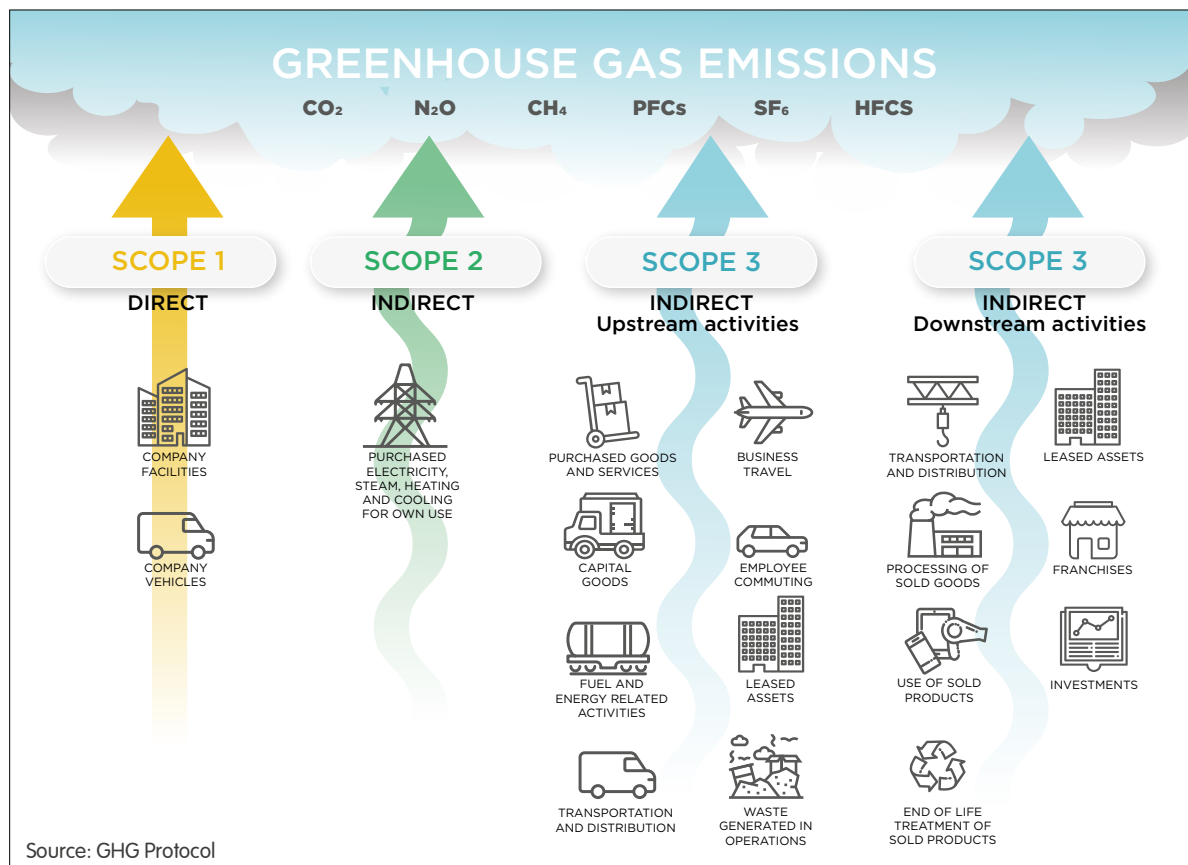 GREENHOUSE GAS EMISSIONS
CO₂ N₂O CH₄ PFCs SF₆ HFCS
SCOPE 1
DIRECT
COMPANY
FACILITIES
COMPANY
VEHICLES
SCOPE 2
INDIRECT
PURCHASED
ELECTRICITY,
STEAM, HEATING
AND COOLING
FOR OWN USE
SCOPE 3
INDIRECT
Upstream activities
PURCHASED GOODS
AND SERVICES
BUSINESS
TRAVEL
CAPITAL
GOODS
EMPLOYEE
COMMUTING
FUEL AND
ENERGY RELATED
ACTIVITIES
LEASED
ASSETS
TRANSPORTATION
AND DISTRIBUTION
WASTE
GENERATED IN
OPERATIONS
SCOPE 3
INDIRECT
Downstream activities
TRANSPORTATION
AND DISTRIBUTION
LEASED ASSETS
PROCESSING OF
SOLD GOODS
FRANCHISES
USE OF SOLD
PRODUCTS
INVESTMENTS
END OF LIFE
TREATMENT OF
SOLD PRODUCTS
Source: GHG Protocol